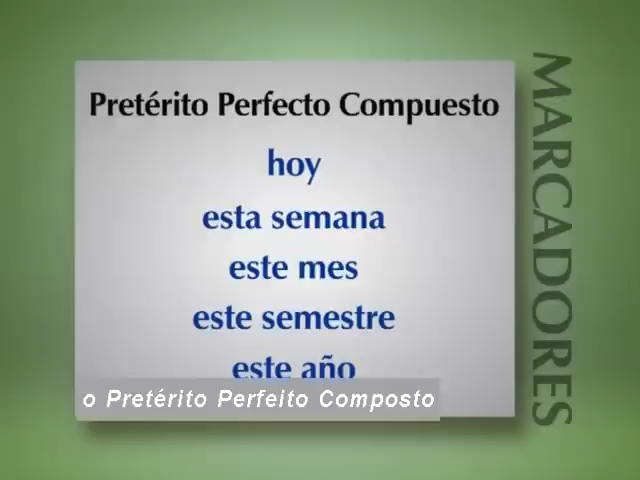 Pretérito Perfecto Compuesto
hoy
esta semana
este mes
este semestre
este año
o Pretérito Perfeito Composto
MARCADORES